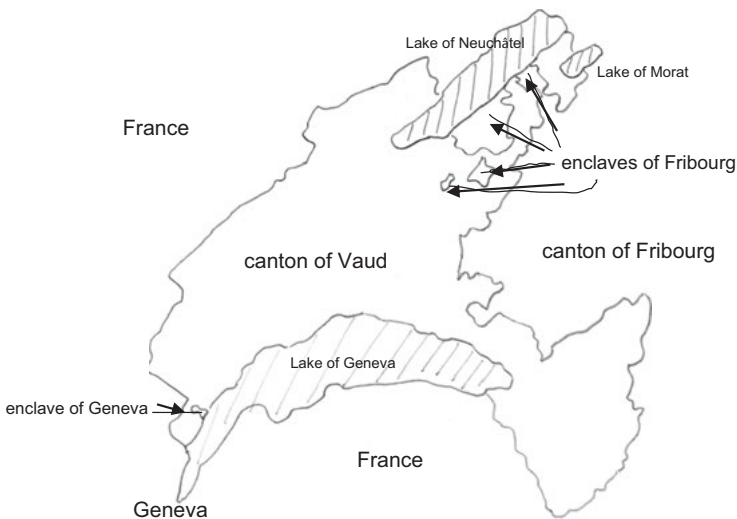 Lake of Neuchâtel
Lake of Morat
France
enclaves of Fribourg
canton of Vaud
canton of Fribourg
Lake of Geneva
enclave of Geneva
France
Geneva